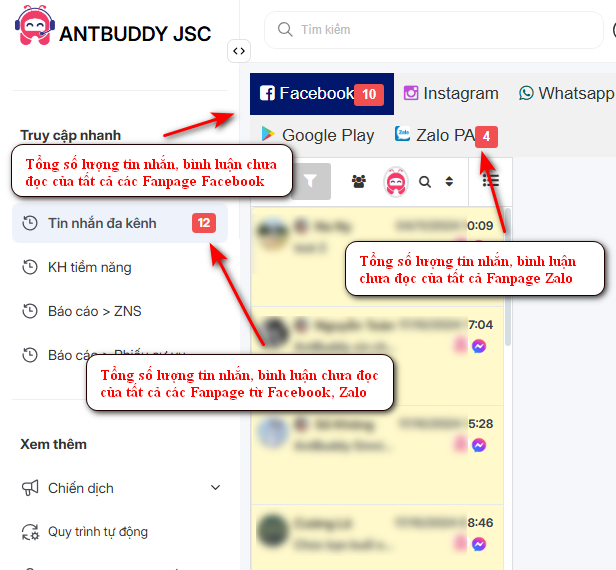 ANTBUDDY JSC
Tìm kiếm
Facebook 10
Instagram
Whatsapp
Truy cập nhanh
Google Play
Zalo PA 4
Tổng số lượng tin nhắn, bình luận chưa
đọc của tất cả các Fanpage Facebook
Tin nhắn đa kênh 12
0:09
KH tiềm năng
Tổng số lượng tin nhắn, bình luận
chưa đọc của tất cả Fanpage Zalo
Báo cáo > ZNS
7:04
Báo cáo >
Tổng số lượng tin nhắn, bình luận chưa đọc
của tất cả các Fanpage từ Facebook, Zalo
5:28
Xem thêm
Chiến dịch
8:46
Quy trình tự động